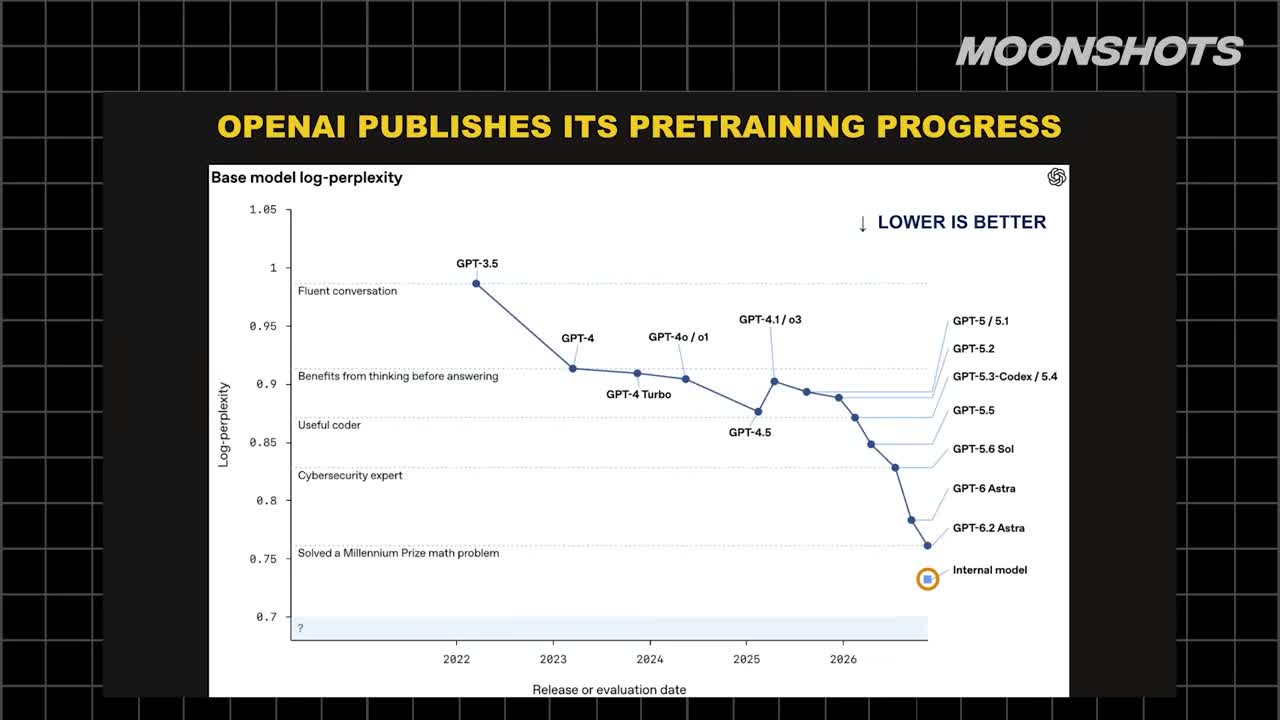 MOONSHOTS
OPENAI PUBLISHES ITS PRETRAINING PROGRESS
Base model log-perplexity
↓ LOWER IS BETTER
1.05
1
0.95
0.9
0.85
0.8
0.75
0.7
Log-perplexity
Fluent conversation
Benefits from thinking before answering
Useful coder
Cybersecurity expert
Solved a Millennium Prize math problem
?
GPT-3.5
GPT-4
GPT-4 Turbo
GPT-4o / o1
GPT-4.5
GPT-4.1 / o3
GPT-5 / 5.1
GPT-5.2
GPT-5.3-Codex / 5.4
GPT-5.5
GPT-5.6 Sol
GPT-6 Astra
GPT-6.2 Astra
Internal model
2022 2023 2024 2025 2026
Release or evaluation date